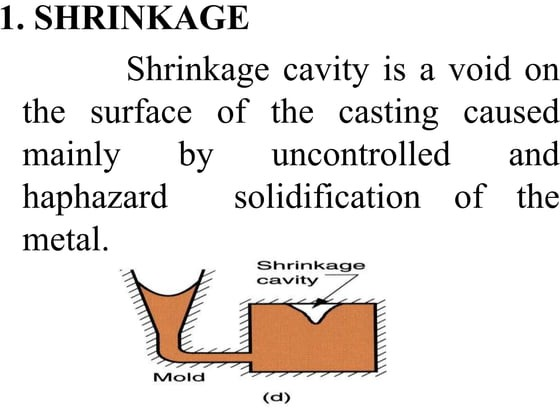 1. SHRINKAGE
Shrinkage cavity is a void on
the surface of the casting caused
mainly by uncontrolled and
haphazard solidification of the
metal.
Shrinkage
cavity
Mold
(d)